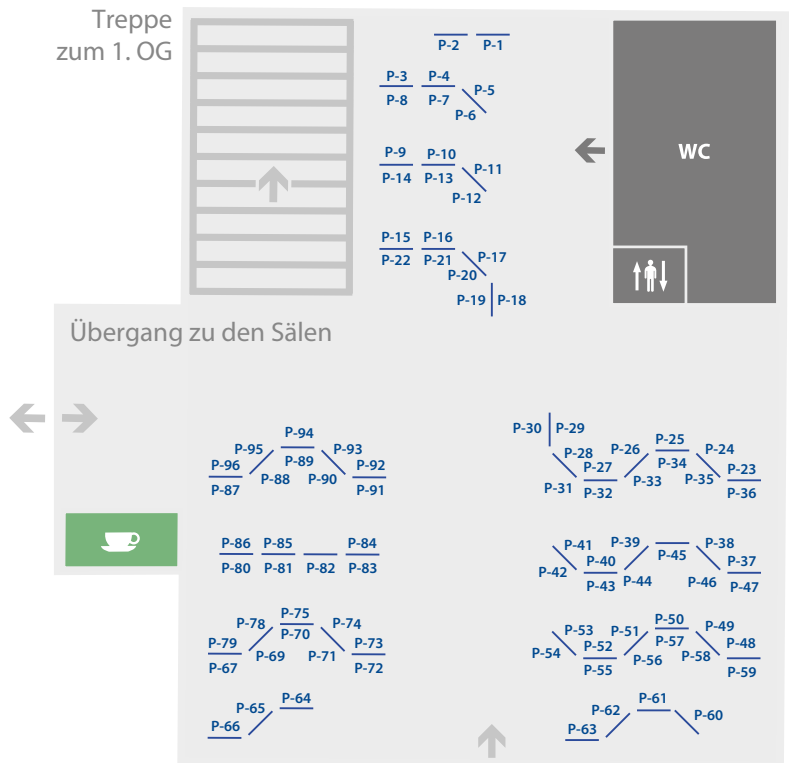 Treppe
zum 1. OG
P-2 P-1
P-3 P-4
P-5
P-8 P-7
P-6
P-9 P-10
P-11
P-14 P-13
P-12
P-15 P-16
P-17
P-22 P-21
P-20
P-19 P-18
WC
Übergang zu den Sälen
P-94
P-95 P-93
P-96 P-89 P-92
P-87 P-88 P-90 P-91
P-30 P-29
P-25
P-28 P-26 P-24
P-27 P-34 P-23
P-31 P-32 P-33 P-35 P-36
P-86 P-85 P-84
P-80 P-81 P-82 P-83
P-41 P-39 P-38
P-40 P-45 P-37
P-42 P-43 P-44 P-46 P-47
P-75
P-78 P-74
P-79 P-70 P-73
P-67 P-69 P-71 P-72
P-50
P-53 P-51 P-49
P-52 P-57 P-48
P-54 P-55 P-56 P-58 P-59
P-64
P-65
P-66
P-61
P-62 P-60
P-63